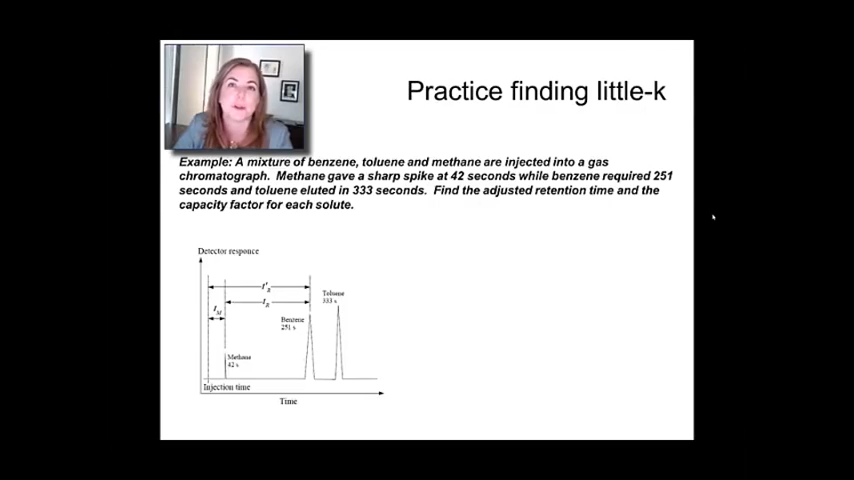 Practice finding little-k
Example: A mixture of benzene, toluene and methane are injected into a gas
chromatograph. Methane gave a sharp spike at 42 seconds while benzene required 251
seconds and toluene eluted in 333 seconds. Find the adjusted retention time and the
capacity factor for each solute.
Detector responce
t'R
tR
tM
Toluene
333 s
Benzene
251 s
Methane
42 s
Injection time
Time